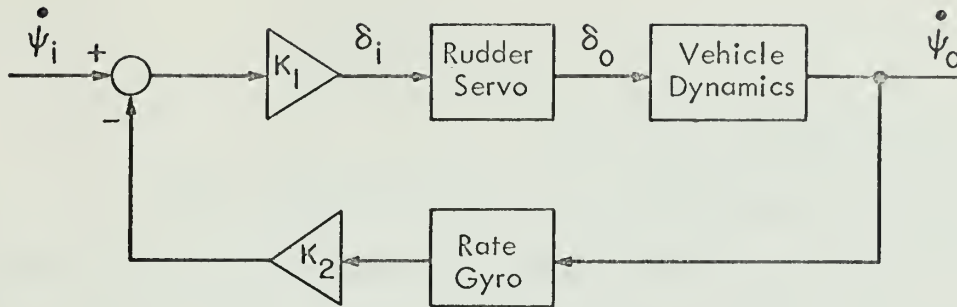 ψ̇i
+
K1
δi
Rudder
Servo
δo
Vehicle
Dynamics
ψ̇o
-
K2
Rate
Gyro